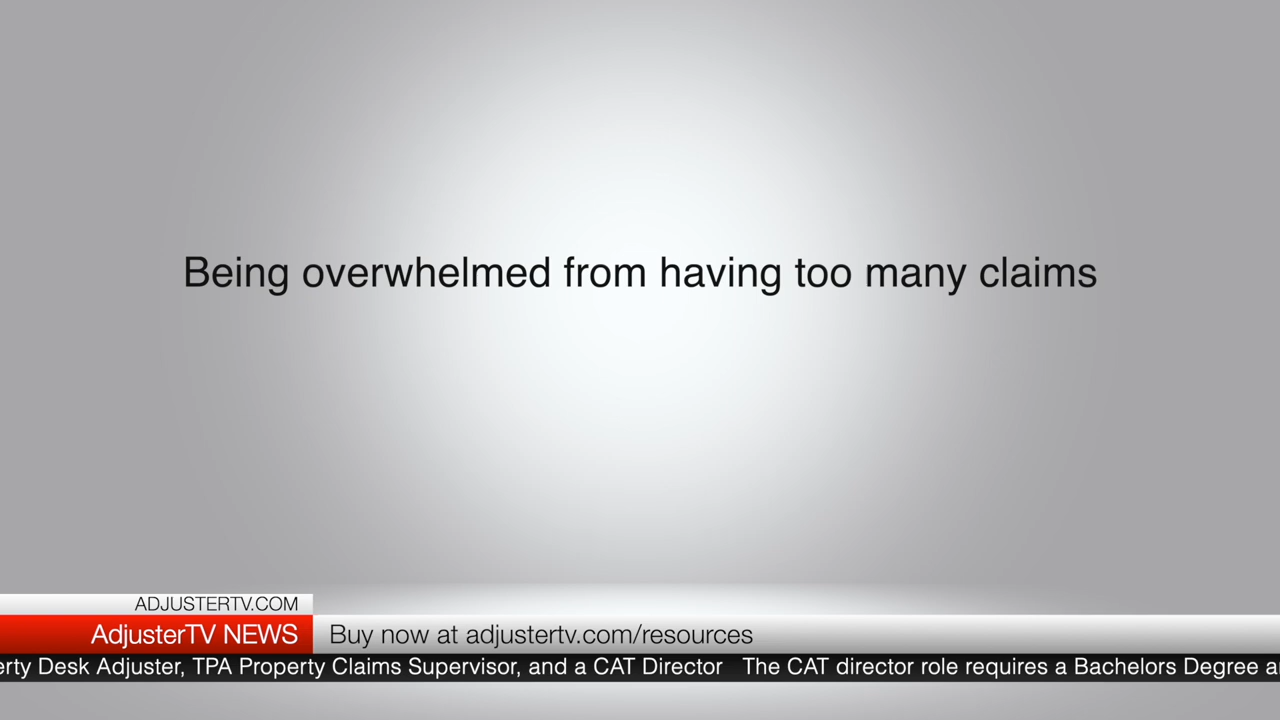 Being overwhelmed from having too many claims
ADJUSTERTV.COM
AdjusterTV NEWS
Buy now at adjustertv.com/resources
erty Desk Adjuster, TPA Property Claims Supervisor, and a CAT Director The CAT director role requires a Bachelors Degree a